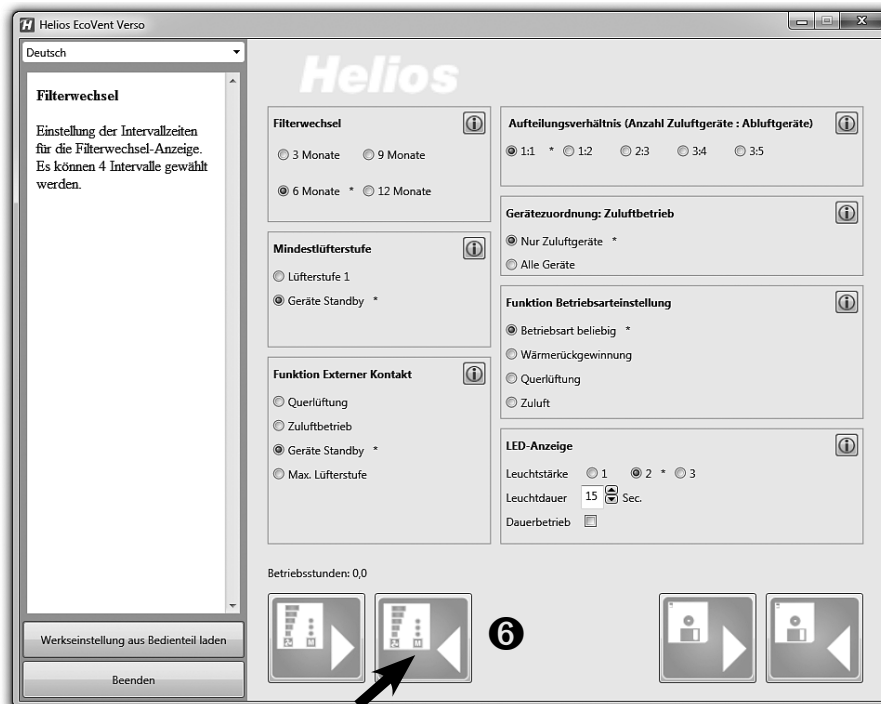 Helios EcoVent Verso
Deutsch
Filterwechsel
Einstellung der Intervallzeiten
für die Filterwechsel-Anzeige.
Es können 4 Intervalle gewählt
werden.
Werkseinstellung aus Bedienteil laden
Beenden
Helios
Filterwechsel
3 Monate 9 Monate
6 Monate * 12 Monate
Mindestlüfterstufe
Lüfterstufe 1
Geräte Standby *
Funktion Externer Kontakt
Querlüftung
Zuluftbetrieb
Geräte Standby *
Max. Lüfterstufe
Aufteilungsverhältnis (Anzahl Zuluftgeräte : Abluftgeräte)
1:1 * 1:2 2:3 3:4 3:5
Gerätezuordnung: Zuluftbetrieb
Nur Zuluftgeräte *
Alle Geräte
Funktion Betriebsarteinstellung
Betriebsart beliebig *
Wärmerückgewinnung
Querlüftung
Zuluft
LED-Anzeige
Leuchtstärke 1 2 * 3
Leuchtdauer 15 Sec.
Dauerbetrieb
Betriebsstunden: 0,0
6